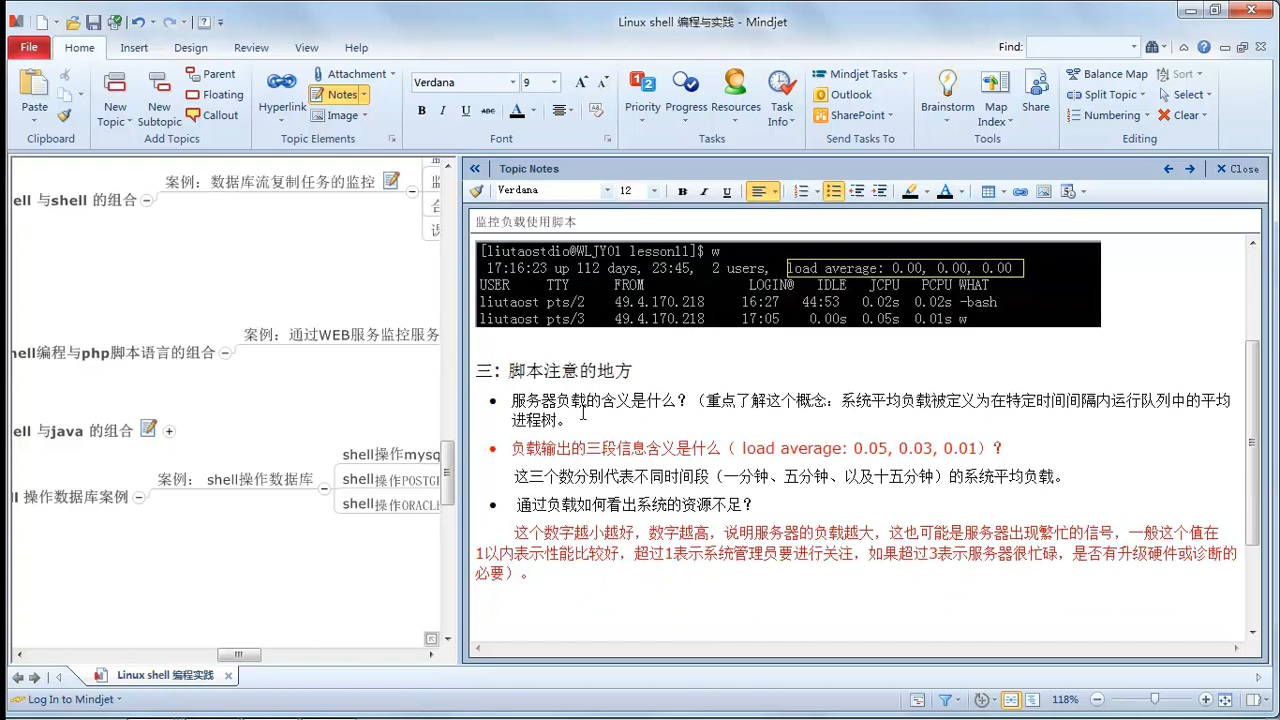 Linux shell 编程与实践 - Mindjet
File Home Insert Design Review View Help Find:
Paste New Topic New Subtopic Parent Floating Callout Hyperlink Attachment Notes Image Verdana 9 Priority Progress Resources Task Info Mindjet Tasks Outlook SharePoint Brainstorm Map Index Share Balance Map Split Topic Numbering Sort Select Clear
B I U abc A
Clipboard Add Topics Topic Elements Font Tasks Send Tasks To Tools Editing
案例：数据库流复制任务的监控
ell 与shell 的组合
案例：通过WEB服务监控服务
hell编程与php脚本语言的组合
ell 与java 的组合
shell操作mysq
案例： shell操作数据库
shell操作POSTG
ll 操作数据库案例
shell操作ORACL
Topic Notes Close
Verdana 12 B I U A
监控负载使用脚本
[liutaostdio@WLJY01 lesson11]$ w
17:16:23 up 112 days, 23:45, 2 users, load average: 0.00, 0.00, 0.00
USER TTY FROM LOGIN@ IDLE JCPU PCPU WHAT
liutaost pts/2 49.4.170.218 16:27 44:53 0.02s 0.02s -bash
liutaost pts/3 49.4.170.218 17:05 0.00s 0.05s 0.01s w
三：脚本注意的地方
• 服务器负载的含义是什么？（重点了解这个概念：系统平均负载被定义为在特定时间间隔内运行队列中的平均
进程树。
• 负载输出的三段信息含义是什么（ load average: 0.05, 0.03, 0.01）？
这三个数分别代表不同时间段（一分钟、五分钟、以及十五分钟）的系统平均负载。
• 通过负载如何看出系统的资源不足？
这个数字越小越好，数字越高，说明服务器的负载越大，这也可能是服务器出现繁忙的信号，一般这个值在
1以内表示性能比较好，超过1表示系统管理员要进行关注，如果超过3表示服务器很忙碌，是否有升级硬件或诊断的
必要）。
Linux shell 编程实践
Log In to Mindjet 118%